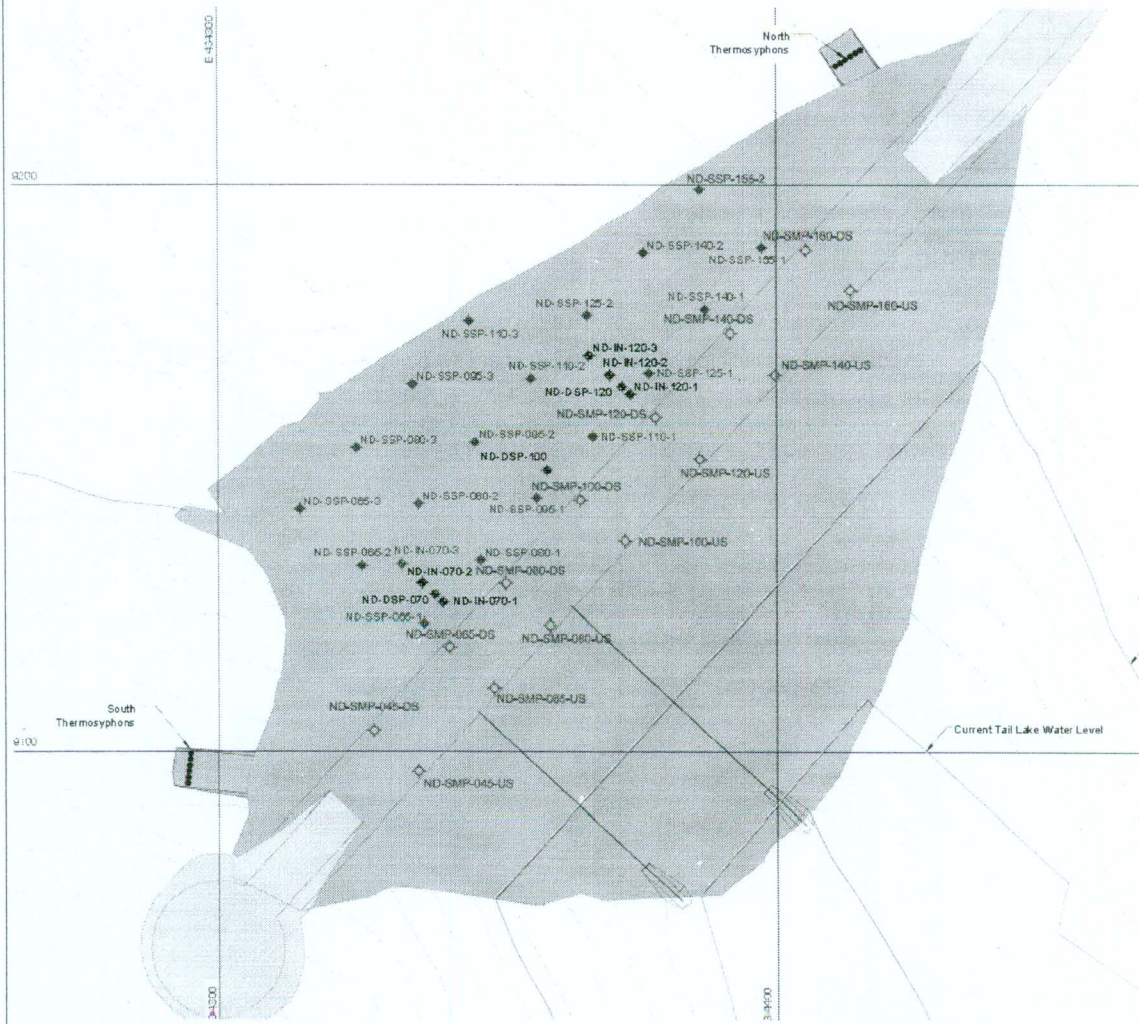 E 434300
North
Thermosyphons
9200
ND-SSP-155-2
ND-SMP-160-DS
ND-SSP-140-2
ND-SSP-155-1
ND-SMP-160-US
ND-SSP-125-2
ND-SSP-140-1
ND-SSP-110-3
ND-SMP-140-DS
ND-IN-120-3
ND-SSP-110-2
ND-IN-120-2
ND-SSP-125-1
ND-SMP-140-US
ND-SSP-095-3
ND-DSP-120
ND-IN-120-1
ND-SMP-120-DS
ND-SSP-080-3
ND-SSP-095-2
ND-SSP-110-1
ND-DSP-100
ND-SMP-120-US
ND-SMP-100-DS
ND-SSP-065-3
ND-SSP-080-2
ND-SSP-095-1
ND-SMP-100-US
ND-SSP-065-2
ND-IN-070-3
ND-SSP-080-1
ND-IN-070-2
ND-SMP-080-DS
ND-DSP-070
ND-IN-070-1
ND-SSP-065-1
ND-SMP-065-DS
ND-SMP-080-US
ND-SMP-065-US
South
Thermosyphons
ND-SMP-045-DS
Current Tail Lake Water Level
9100
ND-SMP-045-US